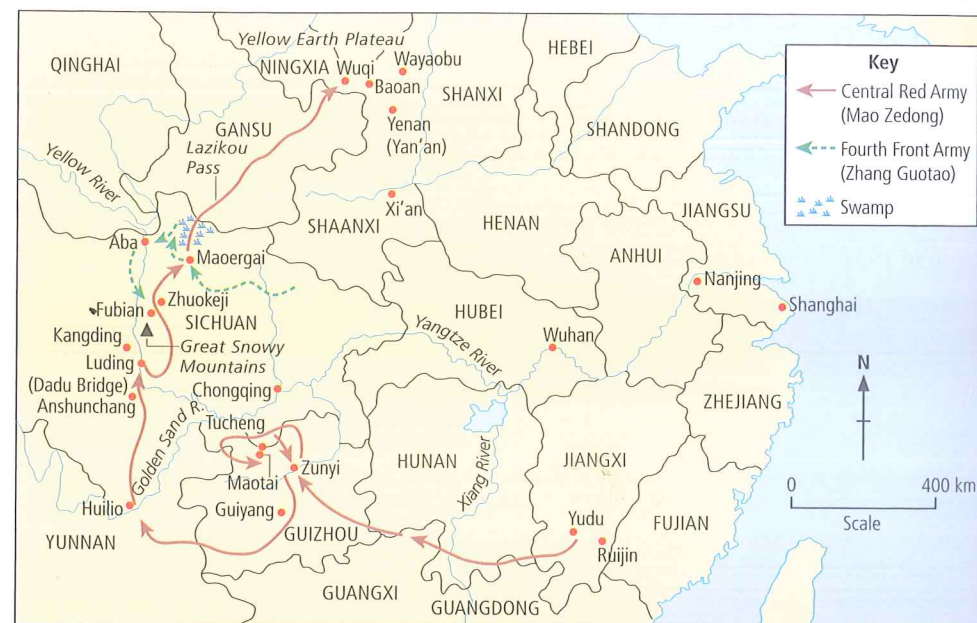 Yellow Earth Plateau
HEBEI
QINGHAI
NINGXIA
Wuqi
Wayaobu
Baoan
SHANXI
Yenan
(Yan'an)
GANSU
Lazikou
Pass
SHANDONG
Yellow River
Xi'an
SHAANXI
HENAN
JIANGSU
Aba
Maoergai
ANHUI
Nanjing
Shanghai
Zhuokeji
Fubian
SICHUAN
HUBEI
Kangding
Great Snowy
Mountains
Yangtze River
Wuhan
Luding
(Dadu Bridge)
Anshunchang
Chongqing
ZHEJIANG
Golden Sand R.
Tucheng
Maotai
Zunyi
HUNAN
Xiang River
JIANGXI
Huilio
Guiyang
GUIZHOU
Yudu
Ruijin
FUJIAN
YUNNAN
GUANGXI
GUANGDONG
Key
Central Red Army
(Mao Zedong)
Fourth Front Army
(Zhang Guotao)
Swamp
N
0 400 km
Scale